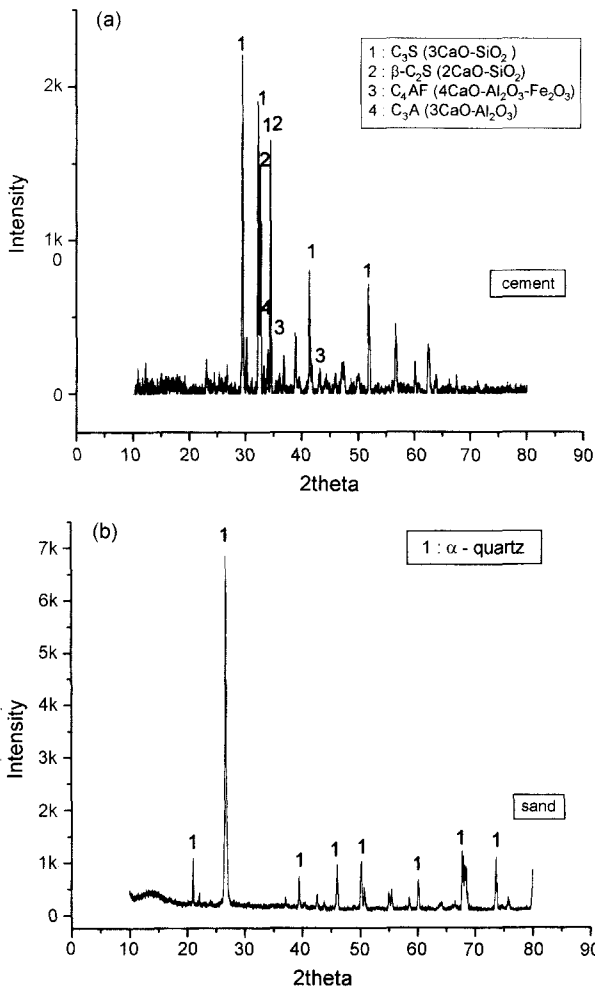 (a)
1 : C₃S (3CaO-SiO₂ )
2 : β-C₂S (2CaO-SiO₂)
3 : C₄AF (4CaO-Al₂O₃-Fe₂O₃)
4 : C₃A (3CaO-Al₂O₃)
1
1
12
2
4
3
1
3
1
cement
2k
1k
0
0
Intensity
0 10 20 30 40 50 60 70 80 90
2theta
(b)
1 : α - quartz
1
1
1
1
1
1
1
1
sand
7k
6k
5k
4k
3k
2k
1k
0
Intensity
0 10 20 30 40 50 60 70 80 90
2theta